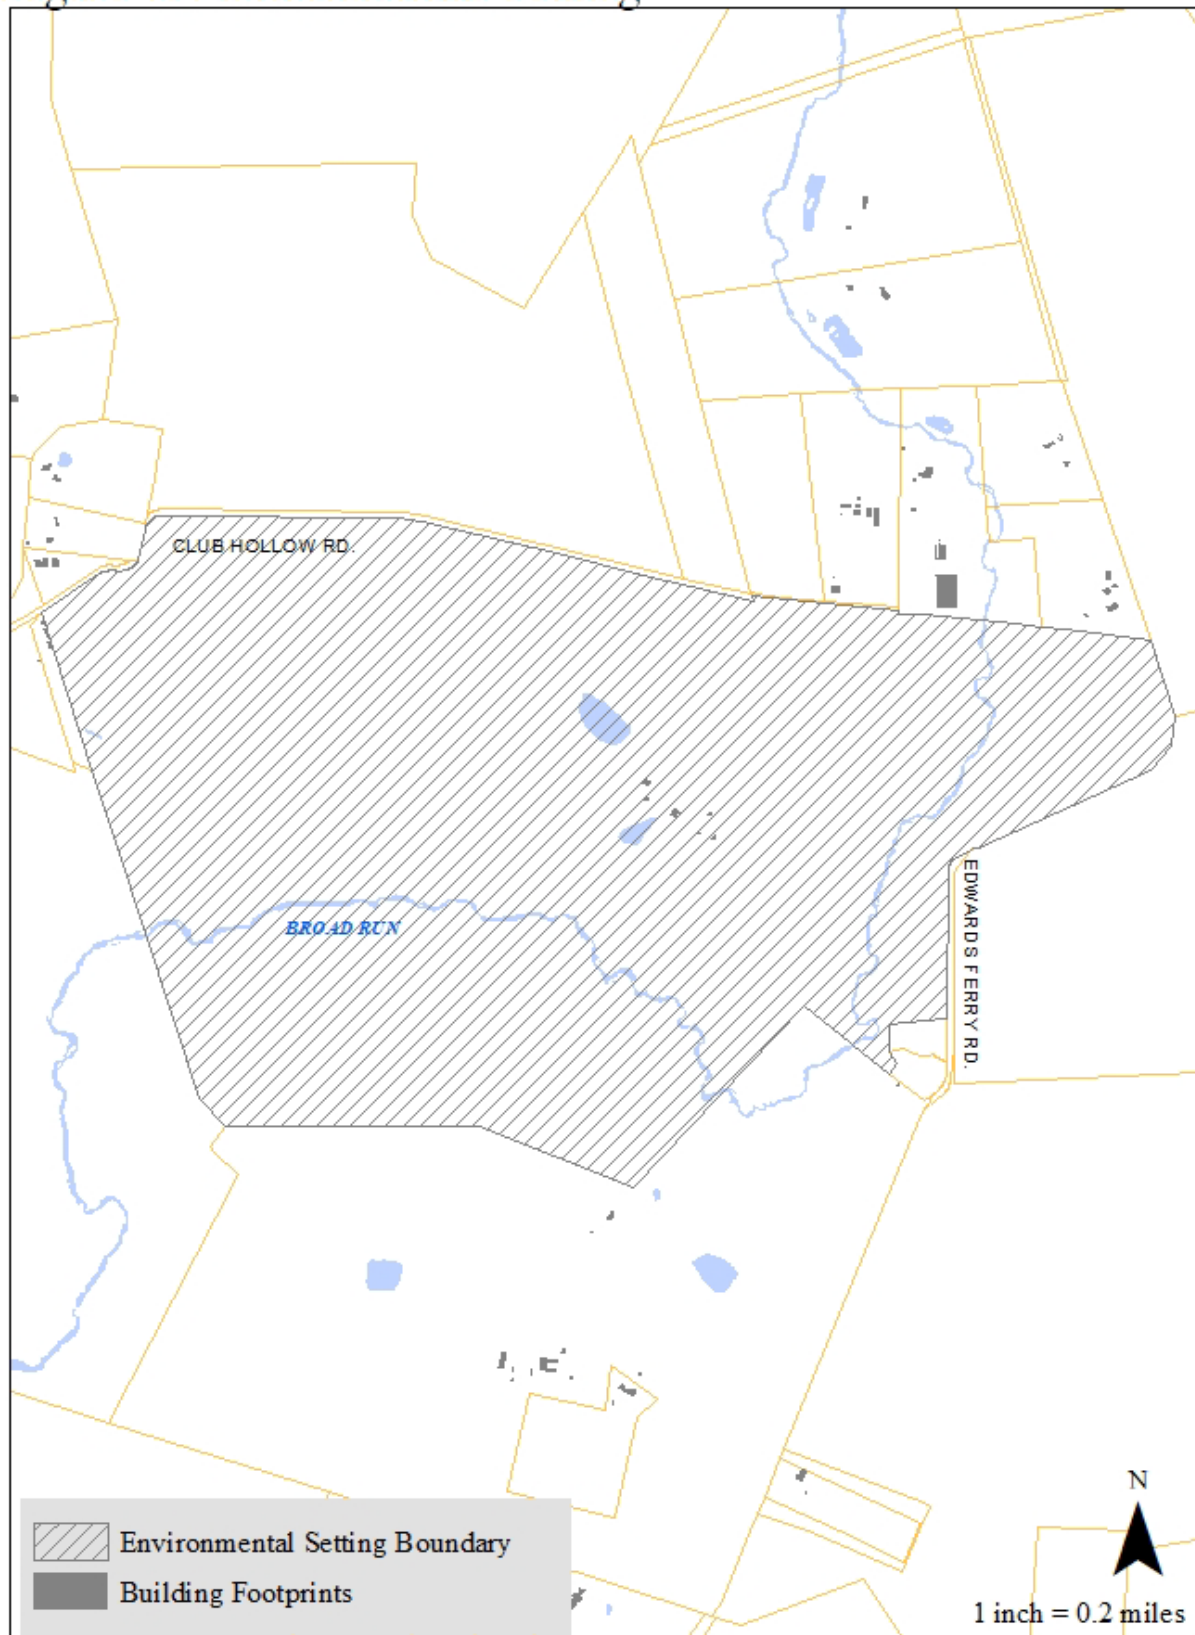 CLUB HOLLOW RD.
BROAD RUN
EDWARDS FERRY RD.
N
Environmental Setting Boundary
Building Footprints
1 inch = 0.2 miles